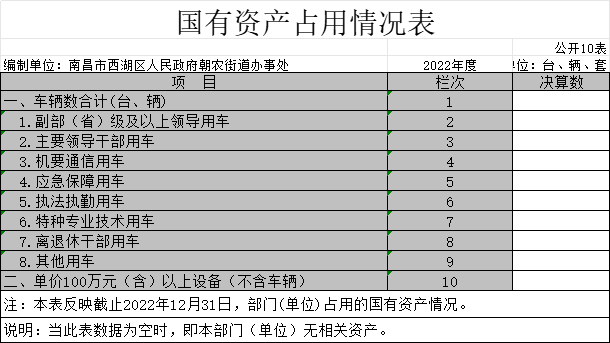 国有资产占用情况表
公开10表
编制单位：南昌市西湖区人民政府朝农街道办事处 2022年度 单位：台、辆、套
项 目 栏次 决算数
一、车辆数合计(台、辆) 1
1.副部（省）级及以上领导用车 2
2.主要领导干部用车 3
3.机要通信用车 4
4.应急保障用车 5
5.执法执勤用车 6
6.特种专业技术用车 7
7.离退休干部用车 8
8.其他用车 9
二、单价100万元（含）以上设备（不含车辆） 10
注：本表反映截止2022年12月31日，部门(单位)占用的国有资产情况。
说明：当此表数据为空时，即本部门（单位）无相关资产。